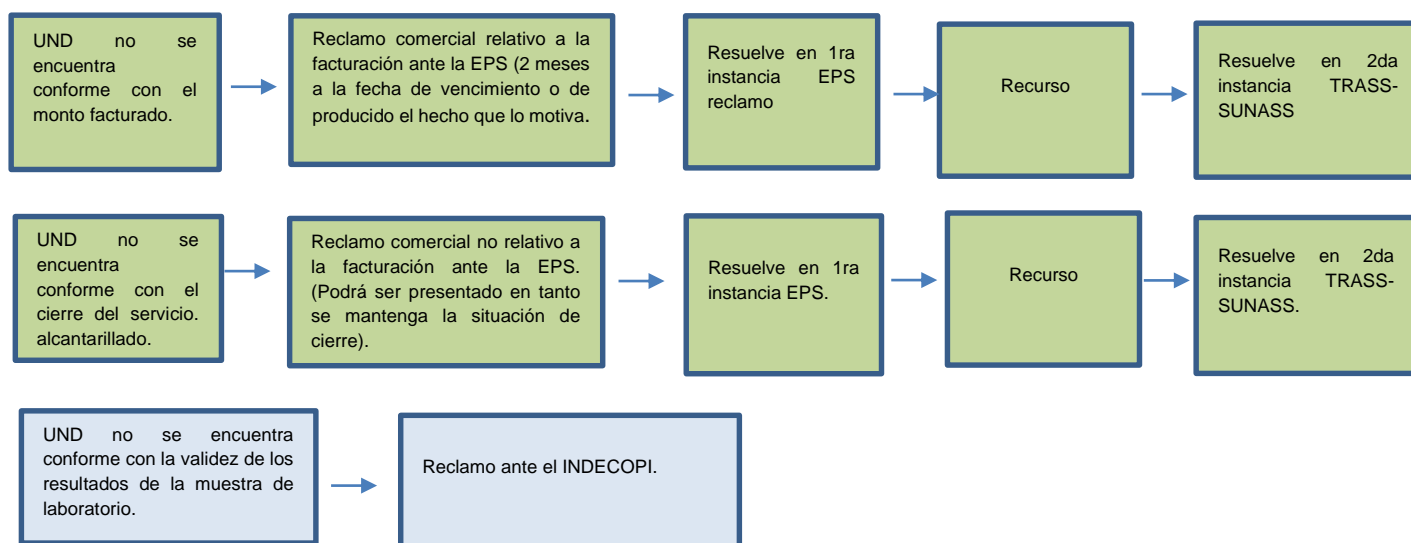 UND no se
encuentra
conforme con el
monto facturado.
Reclamo comercial relativo a la
facturación ante la EPS (2 meses
a la fecha de vencimiento o de
producido el hecho que lo motiva.
Resuelve en 1ra
instancia EPS
reclamo
Recurso
Resuelve en 2da
instancia TRASS-
SUNASS
UND no se
encuentra
conforme con el
cierre del servicio.
alcantarillado.
Reclamo comercial no relativo a
la facturación ante la EPS.
(Podrá ser presentado en tanto
se mantenga la situación de
cierre).
Resuelve en 1ra
instancia EPS.
Recurso
Resuelve en 2da
instancia TRASS-
SUNASS.
UND no se encuentra
conforme con la validez de los
resultados de la muestra de
laboratorio.
Reclamo ante el INDECOPI.